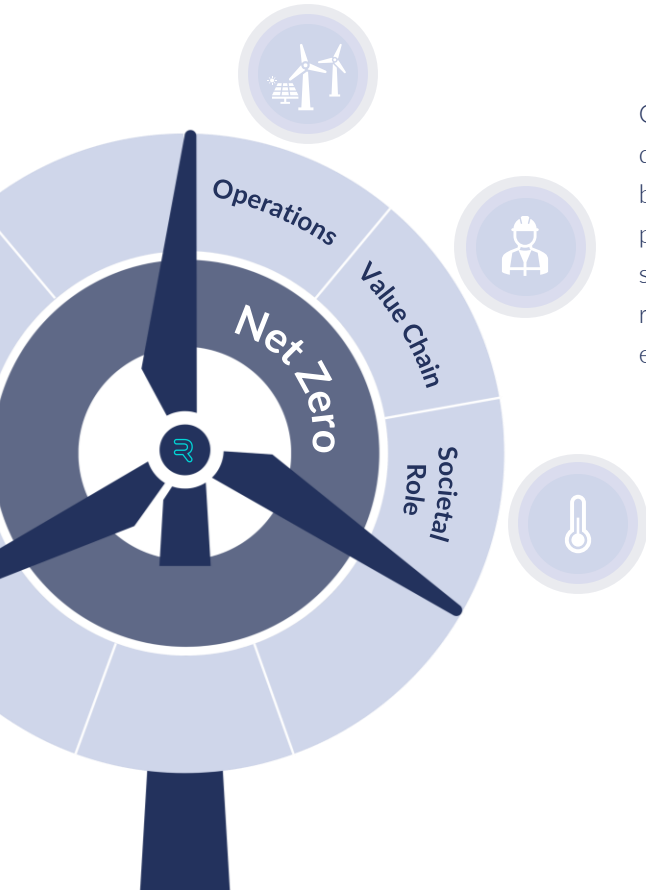 Operations
Value Chain
Net Zero
Societal
Role